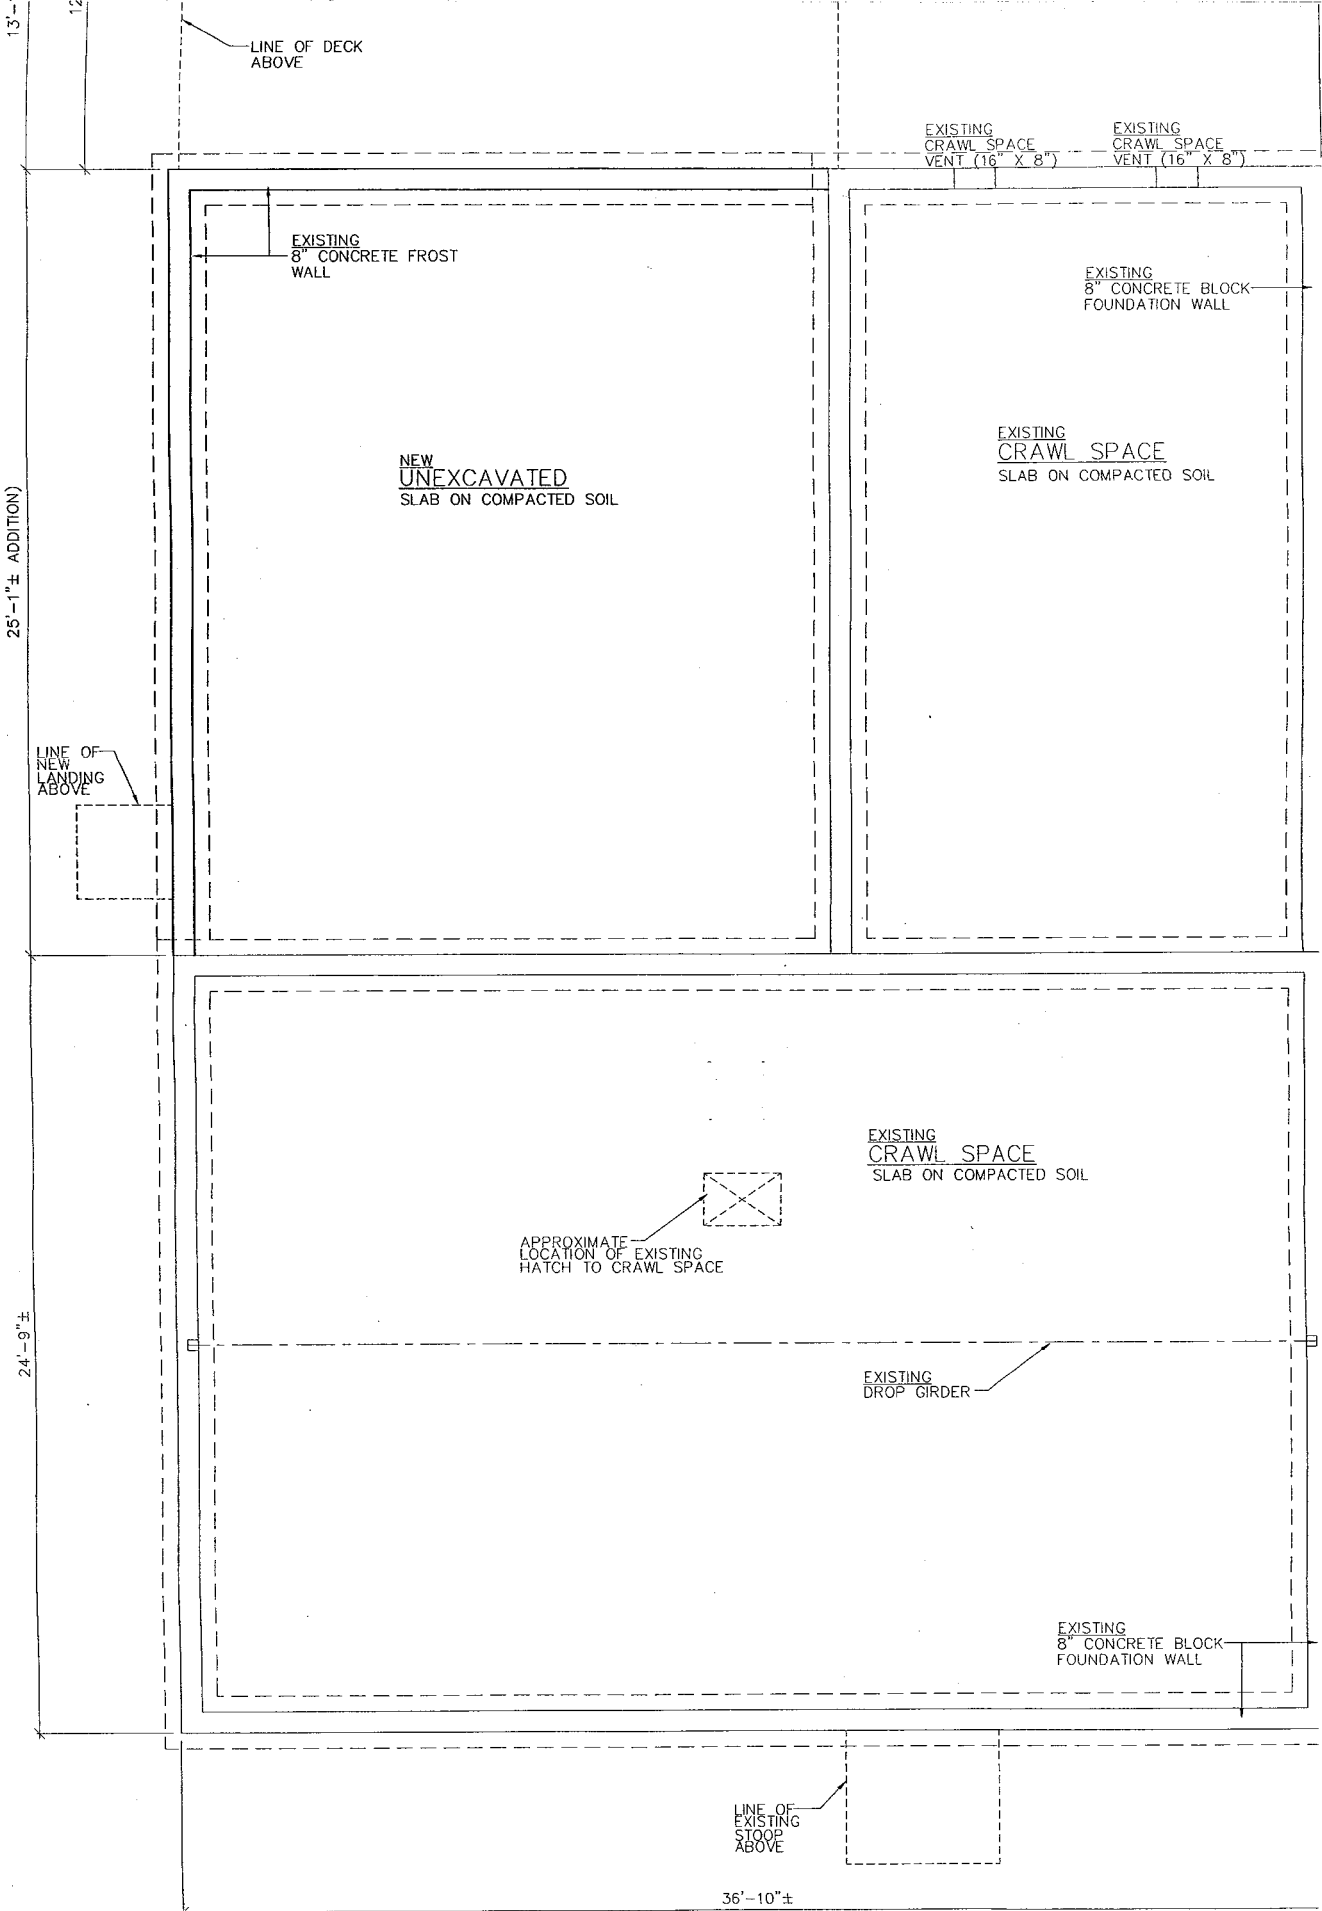 13'-
12
LINE OF DECK
ABOVE
EXISTING
CRAWL SPACE
VENT (16" X 8")
EXISTING
CRAWL SPACE
VENT (16" X 8")
EXISTING
8" CONCRETE FROST
WALL
EXISTING
8" CONCRETE BLOCK
FOUNDATION WALL
NEW
UNEXCAVATED
SLAB ON COMPACTED SOIL
EXISTING
CRAWL SPACE
SLAB ON COMPACTED SOIL
25'-1"± ADDITION)
LINE OF
NEW
LANDING
ABOVE
EXISTING
CRAWL SPACE
SLAB ON COMPACTED SOIL
APPROXIMATE
LOCATION OF EXISTING
HATCH TO CRAWL SPACE
24'-9"±
EXISTING
DROP GIRDER
EXISTING
8" CONCRETE BLOCK
FOUNDATION WALL
LINE OF
EXISTING
STOOP
ABOVE
36'-10"±